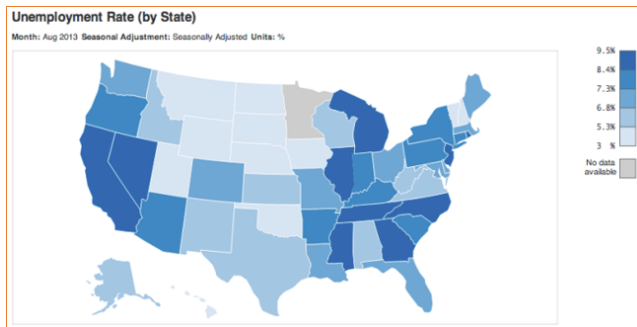 Unemployment Rate (by State)
Month: Aug 2013 Seasonal Adjustment: Seasonally Adjusted Units: %
9.5%
8.4%
7.3%
6.8%
5.3%
3 %
No data
available